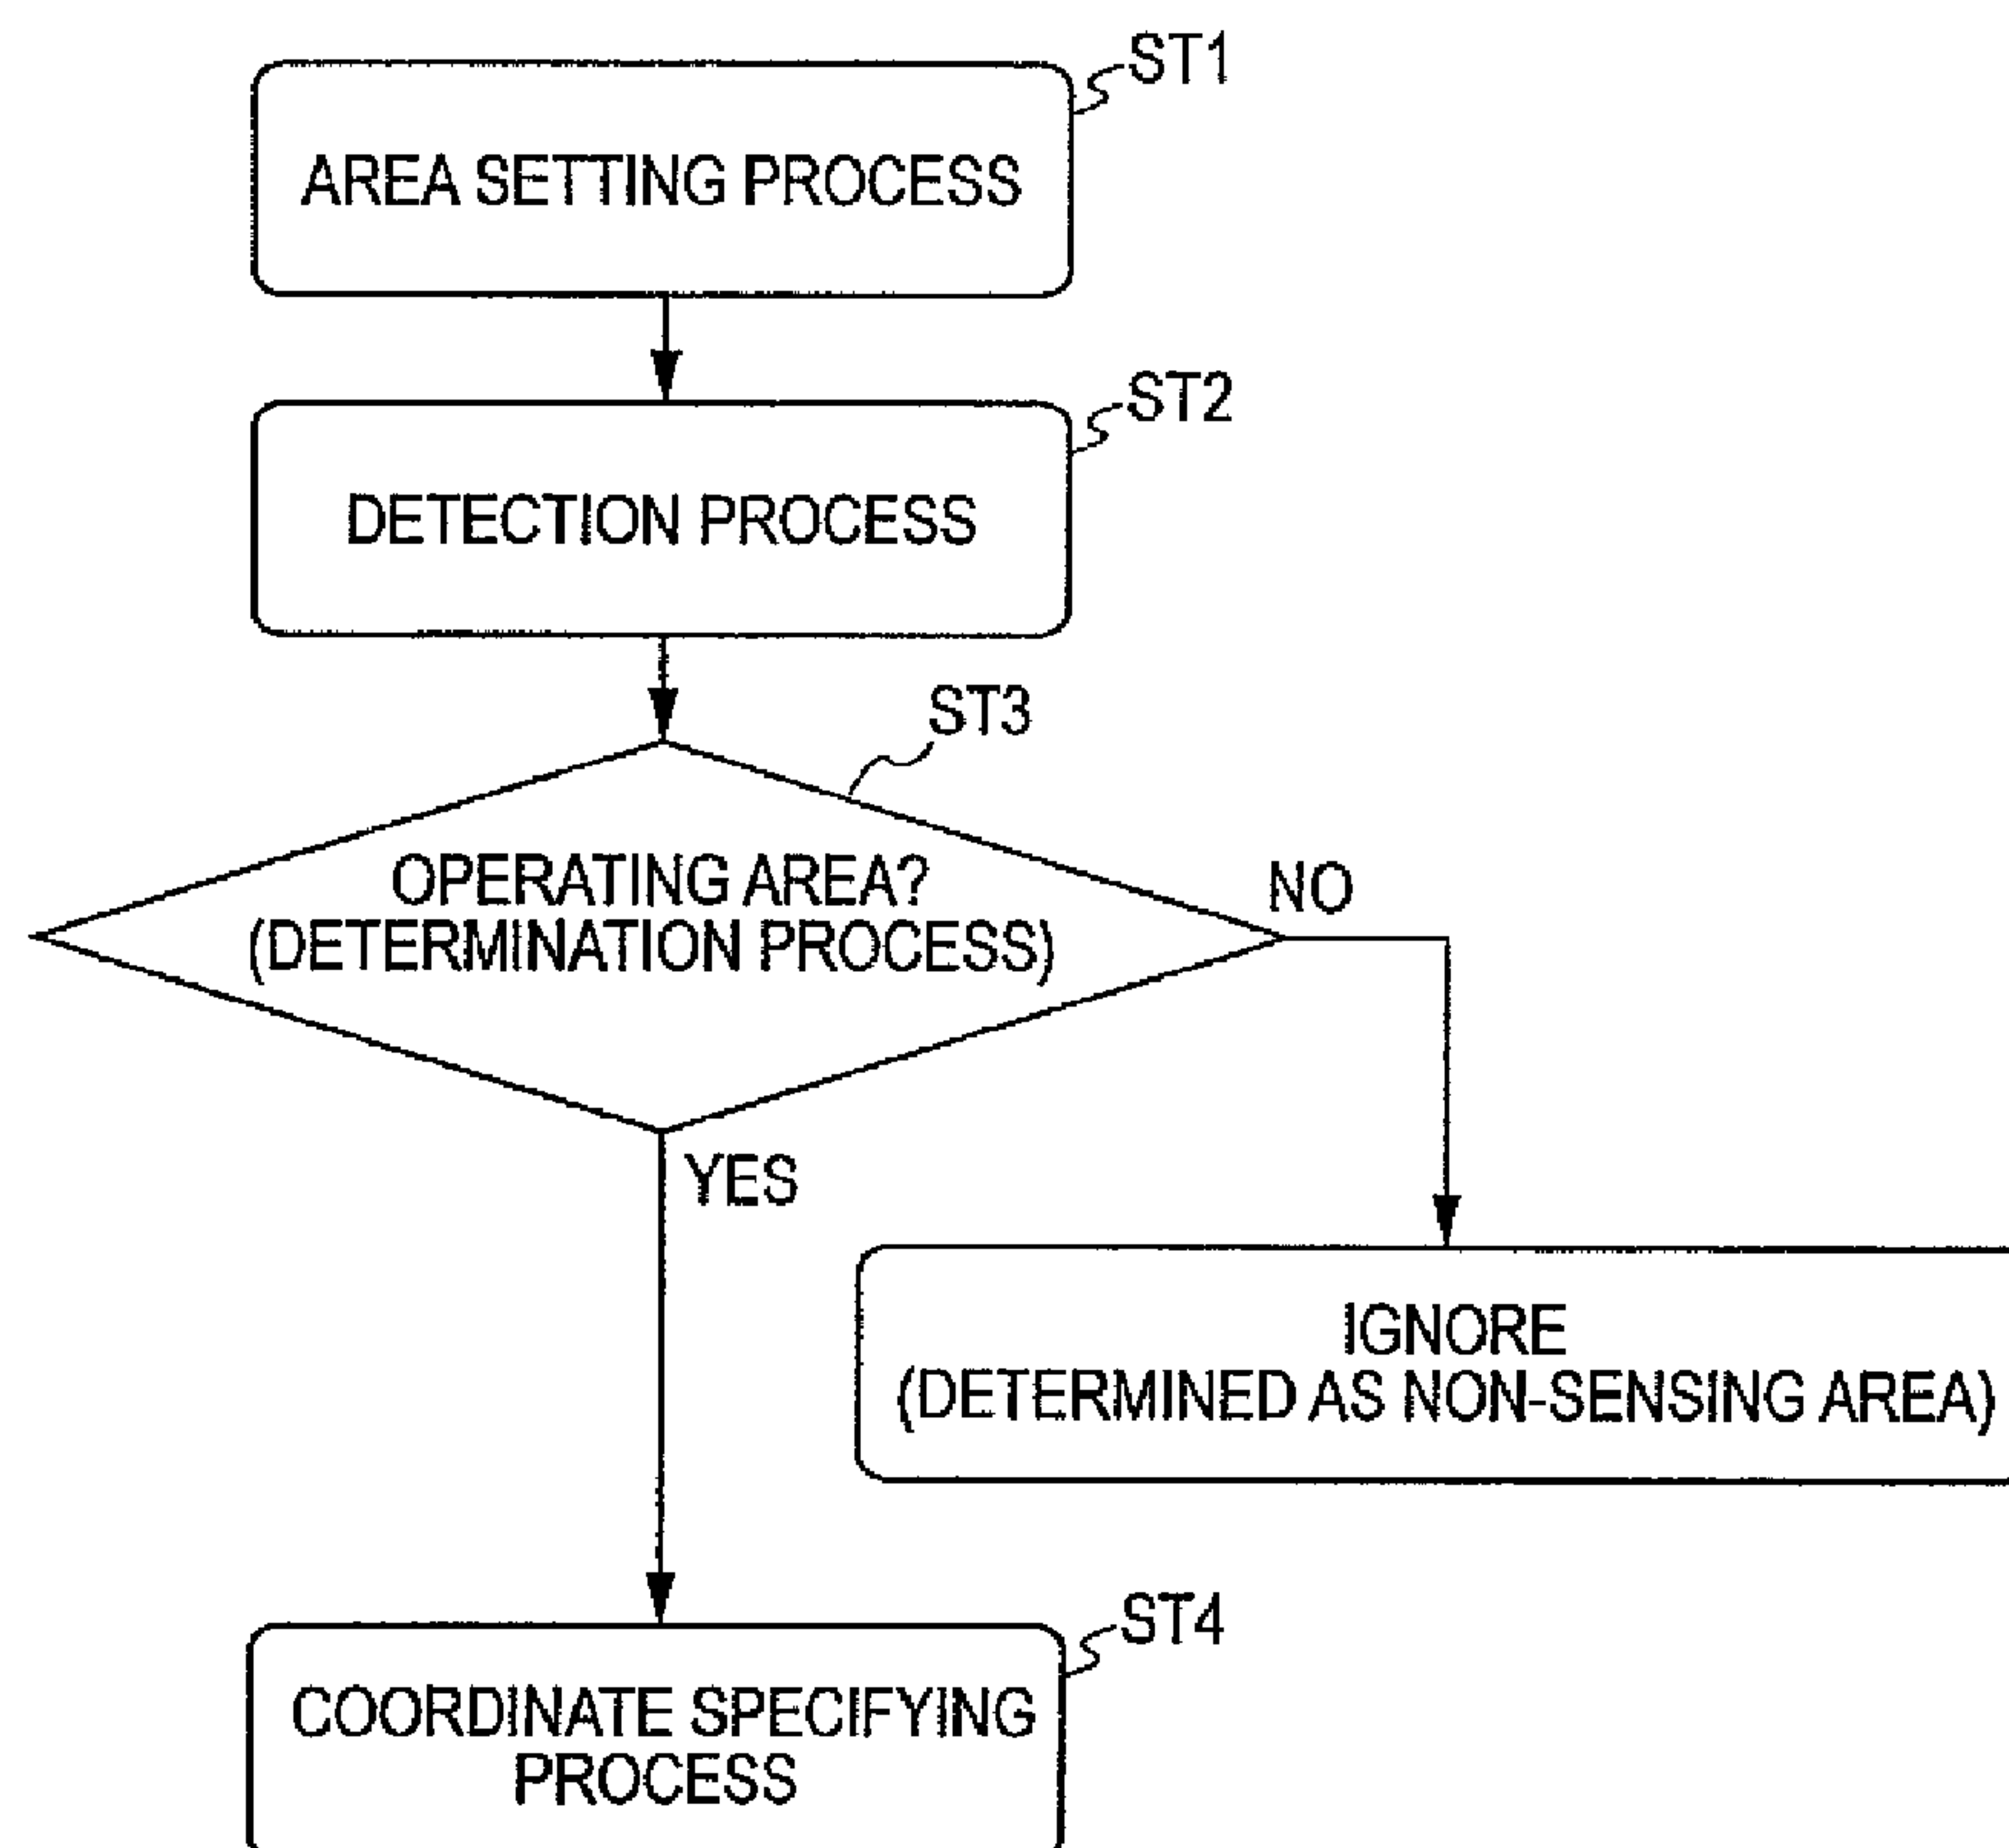 ST1
AREA SETTING PROCESS
ST2
DETECTION PROCESS
ST3
OPERATING AREA?
(DETERMINATION PROCESS)
NO
YES
IGNORE
(DETERMINED AS NON-SENSING AREA)
ST4
COORDINATE SPECIFYING
PROCESS